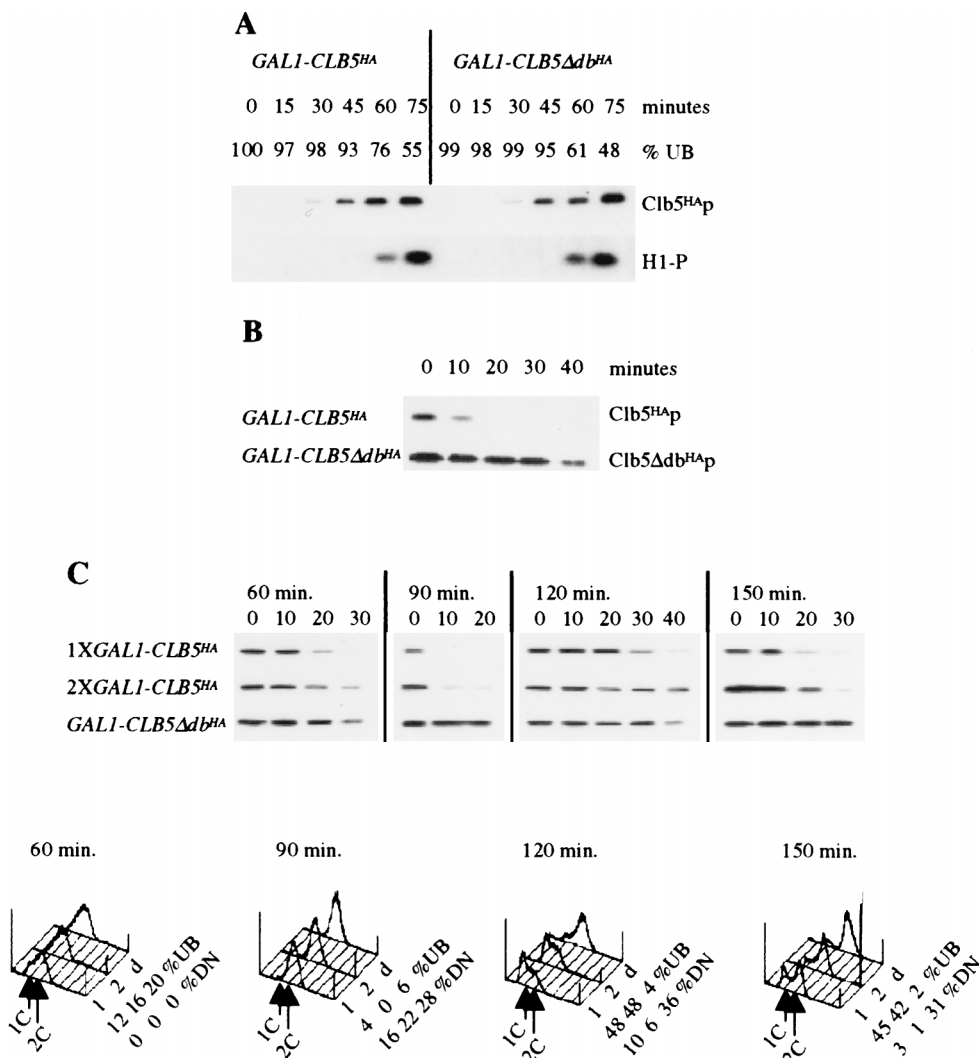 A
GAL1-CLB5HA GAL1-CLB5ΔdbHA
0 15 30 45 60 75 0 15 30 45 60 75 minutes
100 97 98 93 76 55 99 98 99 95 61 48 % UB
Clb5HAp
H1-P
B
0 10 20 30 40 minutes
GAL1-CLB5HA Clb5HAp
GAL1-CLB5ΔdbHA Clb5ΔdbHAp
C
60 min. 90 min. 120 min. 150 min.
0 10 20 30 0 10 20 0 10 20 30 40 0 10 20 30
1XGAL1-CLB5HA
2XGAL1-CLB5HA
GAL1-CLB5ΔdbHA
60 min. 90 min. 120 min. 150 min.
1 2 d
12 16 20 %UB
0 0 0 %DN
1C
2C
1 2 d
4 0 6 %UB
16 22 28 %DN
1C
2C
1 2 d
48 48 4 %UB
10 6 36 %DN
1C
2C
1 2 d
45 42 2 %UB
3 1 31 %DN
1C
2C